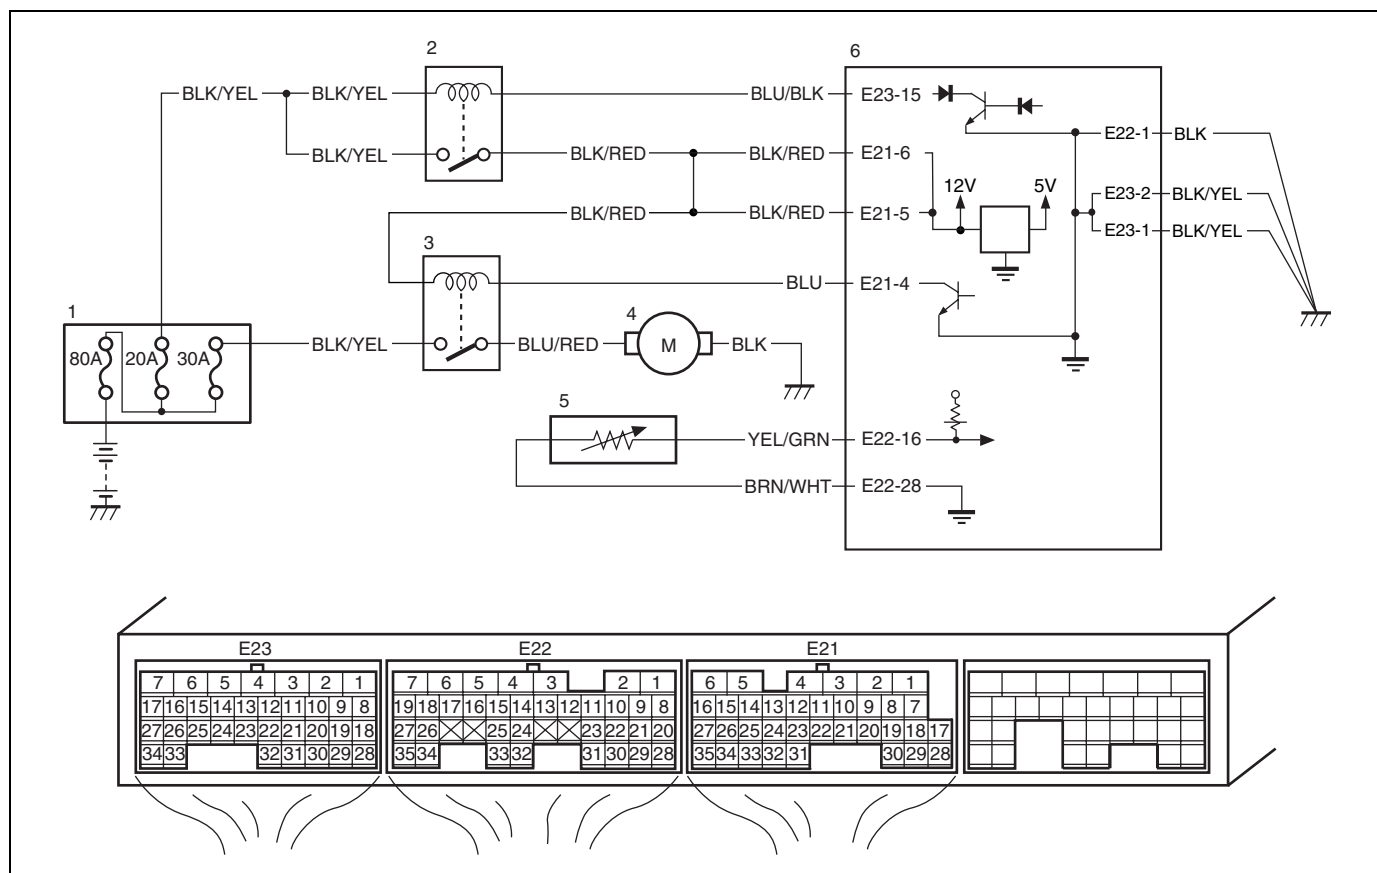 2
6
BLK/YEL BLK/YEL BLU/BLK E23-15
E22-1 BLK
BLK/YEL BLK/RED BLK/RED E21-6
12V 5V
E23-2 BLK/YEL
BLK/RED BLK/RED E21-5
E23-1 BLK/YEL
3
BLU E21-4
1
4
80A 20A 30A
BLK/YEL BLU/RED M BLK
5
YEL/GRN E22-16
BRN/WHT E22-28
E23 E22 E21
7 6 5 4 3 2 1 7 6 5 4 3 2 1 6 5 4 3 2 1
17 16 15 14 13 12 11 10 9 8 19 18 17 16 15 14 13 12 11 10 9 8 16 15 14 13 12 11 10 9 8 7
27 26 25 24 23 22 21 20 19 18 27 26 25 24 23 22 21 20 27 26 25 24 23 22 21 20 19 18 17
34 33 32 31 30 29 28 35 34 33 32 31 30 29 28 35 34 33 32 31 30 29 28